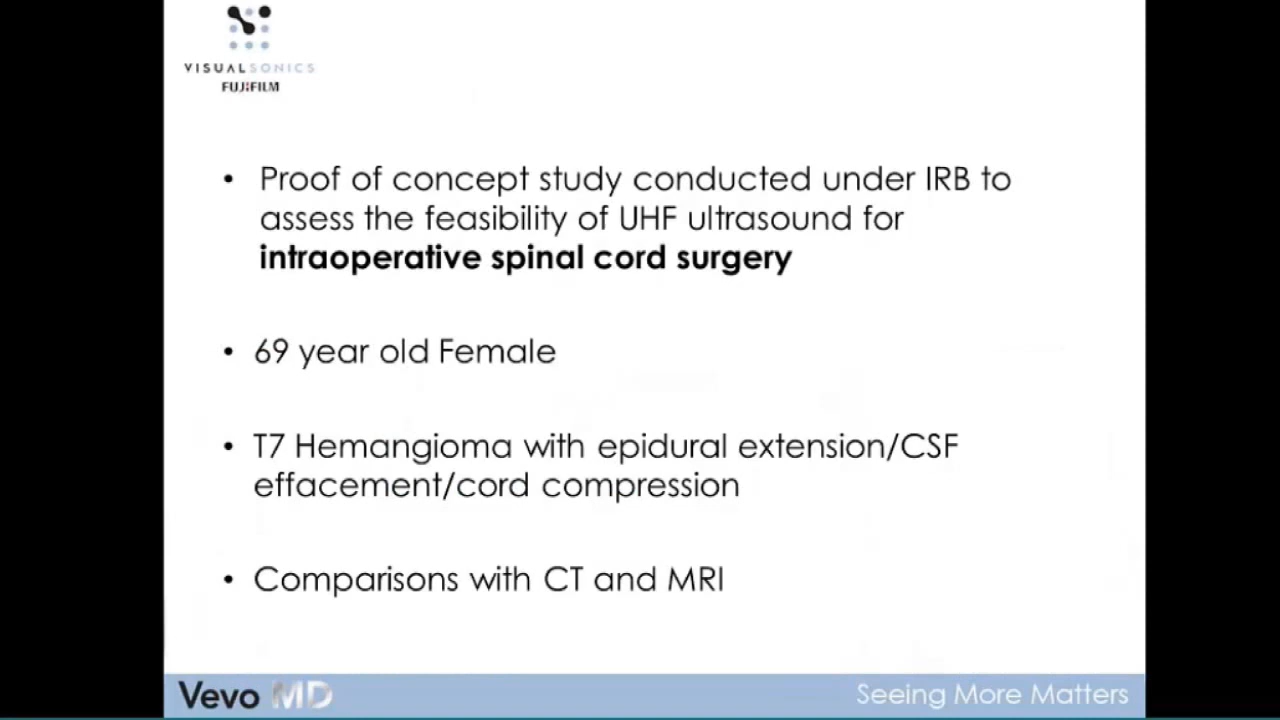 VISUALSONICS
FUJIFILM
• Proof of concept study conducted under IRB to
assess the feasibility of UHF ultrasound for
intraoperative spinal cord surgery
• 69 year old Female
• T7 Hemangioma with epidural extension/CSF
effacement/cord compression
• Comparisons with CT and MRI
Vevo MD
Seeing More Matters